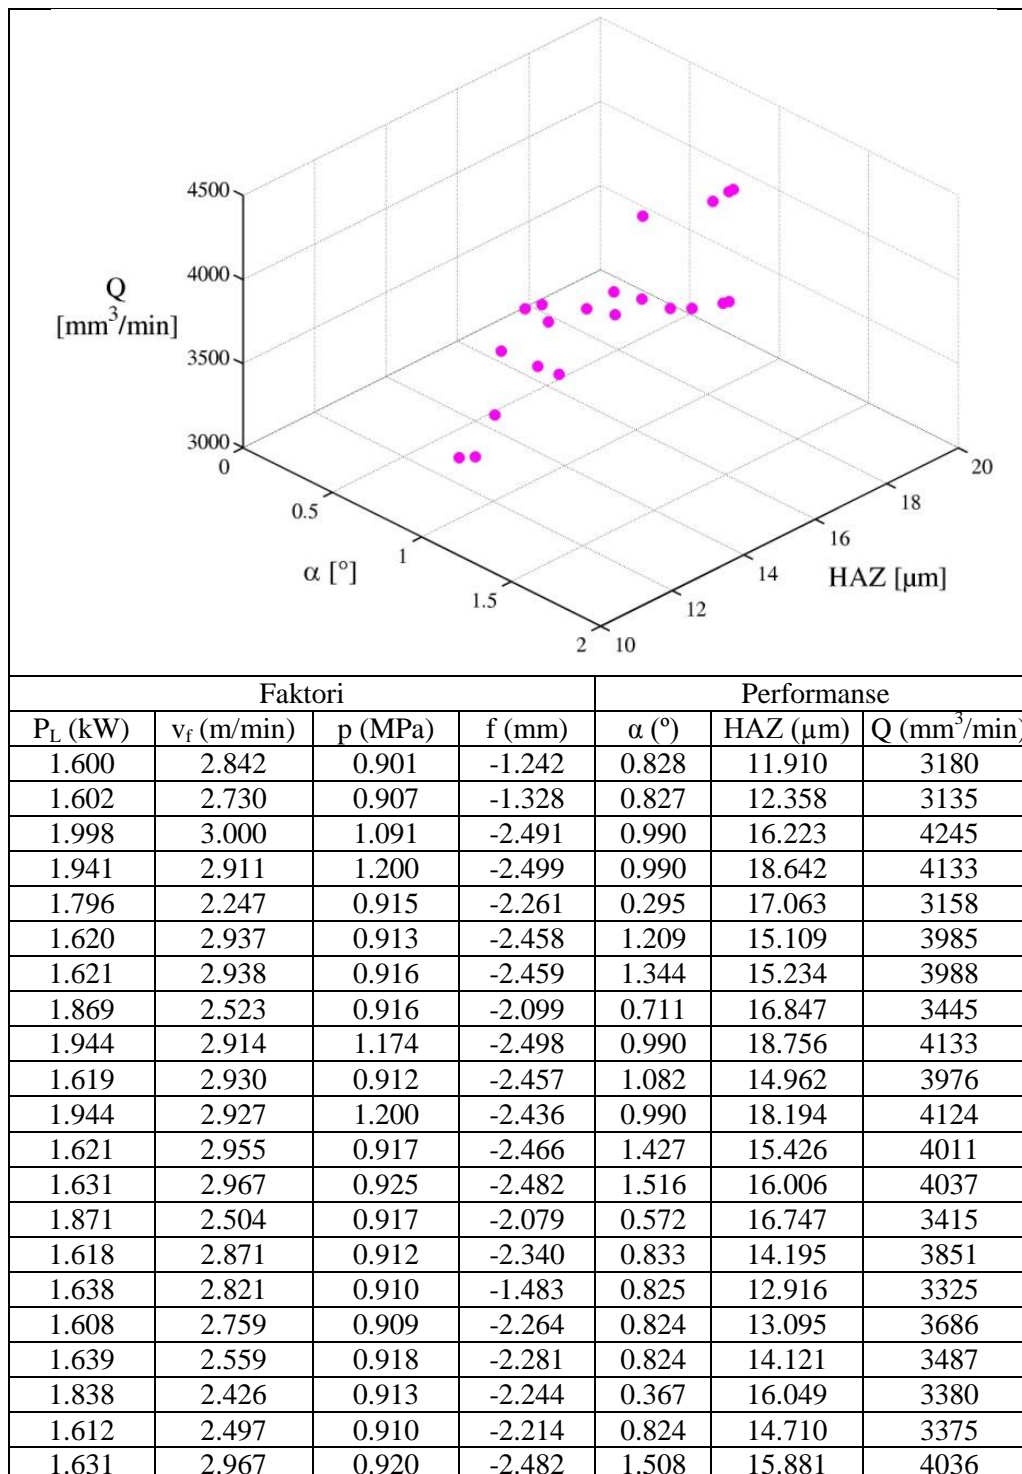 4500
4000
Q
[mm³/min]
3500
3000
0
0.5
1
1.5
2
α [°]
10
12
14
16
18
20
HAZ [µm]
Faktori Performanse
P_L (kW) v_f (m/min) p (MPa) f (mm) α (º) HAZ (µm) Q (mm³/min)
1.600 2.842 0.901 -1.242 0.828 11.910 3180
1.602 2.730 0.907 -1.328 0.827 12.358 3135
1.998 3.000 1.091 -2.491 0.990 16.223 4245
1.941 2.911 1.200 -2.499 0.990 18.642 4133
1.796 2.247 0.915 -2.261 0.295 17.063 3158
1.620 2.937 0.913 -2.458 1.209 15.109 3985
1.621 2.938 0.916 -2.459 1.344 15.234 3988
1.869 2.523 0.916 -2.099 0.711 16.847 3445
1.944 2.914 1.174 -2.498 0.990 18.756 4133
1.619 2.930 0.912 -2.457 1.082 14.962 3976
1.944 2.927 1.200 -2.436 0.990 18.194 4124
1.621 2.955 0.917 -2.466 1.427 15.426 4011
1.631 2.967 0.925 -2.482 1.516 16.006 4037
1.871 2.504 0.917 -2.079 0.572 16.747 3415
1.618 2.871 0.912 -2.340 0.833 14.195 3851
1.638 2.821 0.910 -1.483 0.825 12.916 3325
1.608 2.759 0.909 -2.264 0.824 13.095 3686
1.639 2.559 0.918 -2.281 0.824 14.121 3487
1.838 2.426 0.913 -2.244 0.367 16.049 3380
1.612 2.497 0.910 -2.214 0.824 14.710 3375
1.631 2.967 0.920 -2.482 1.508 15.881 4036